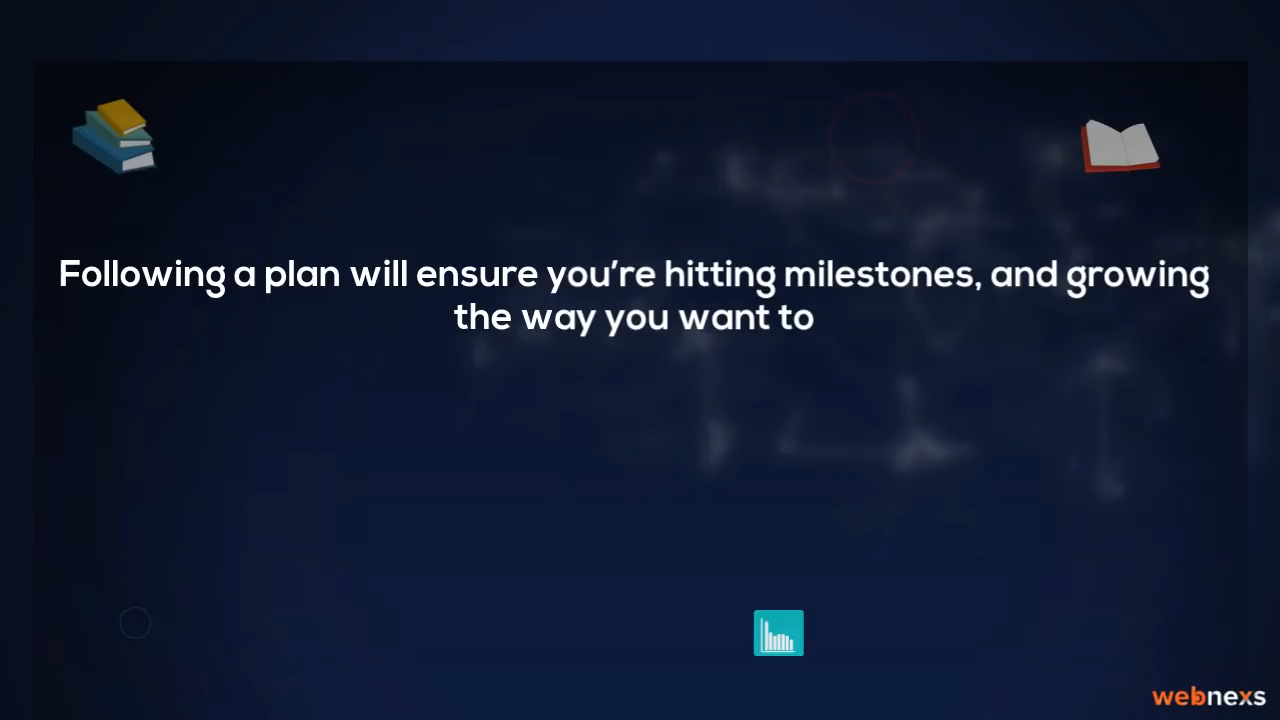 Following a plan will ensure you're hitting milestones, and growing
the way you want to
webnexs